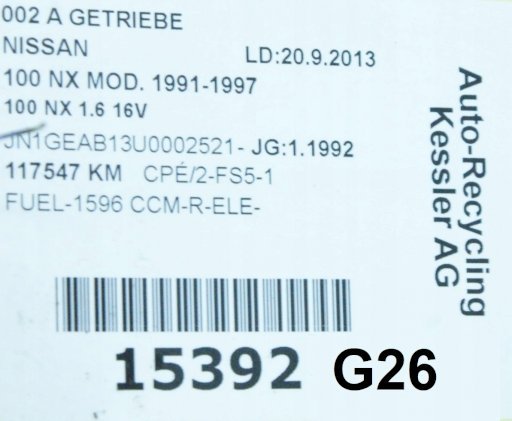 002 A GETRIEBE
NISSAN LD:20.9.2013
100 NX MOD. 1991-1997
100 NX 1.6 16V
JN1GEAB13U0002521- JG:1.1992
117547 KM CPÉ/2-FS5-1
FUEL-1596 CCM-R-ELE-
15392 G26
Auto-Recycling
Kessler AG